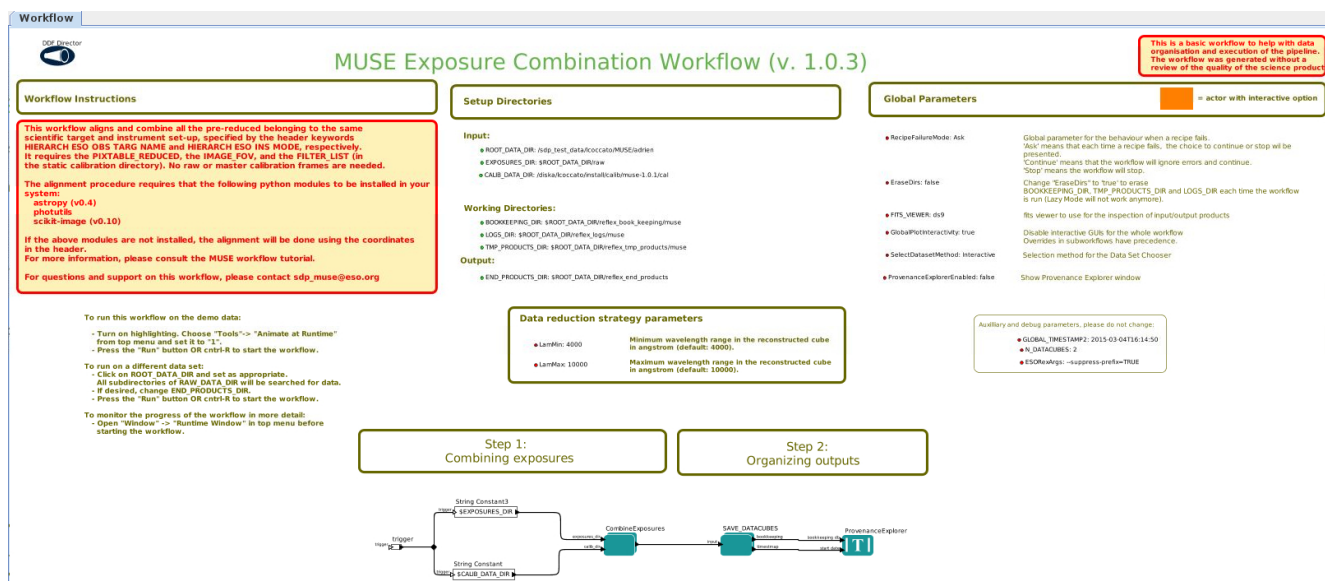 Workflow
DDF Director
MUSE Exposure Combination Workflow (v. 1.0.3)
This is a basic workflow to help with data
organisation and execution of the pipeline.
The workflow was generated without a
review of the quality of the science product
Workflow Instructions
This workflow aligns and combine all the pre-reduced belonging to the same
scientific target and instrument set-up, specified by the header keywords
HIERARCH ESO OBS TARG NAME and HIERARCH ESO INS MODE, respectively.
It requires the PIXTABLE_REDUCED, the IMAGE_FOV, and the FILTER_LIST (in
the static calibration directory). No raw or master calibration frames are needed.
The alignment procedure requires that the following python modules to be installed in your
system:
astropy (v0.4)
photutils
scikit-image (v0.10)
If the above modules are not installed, the alignment will be done using the coordinates
in the header.
For more information, please consult the MUSE workflow tutorial.
For questions and support on this workflow, please contact sdp_muse@eso.org
To run this workflow on the demo data:
- Turn on highlighting. Choose "Tools"-> "Animate at Runtime"
from top menu and set it to "1".
- Press the "Run" button OR cntrl-R to start the workflow.
To run on a different data set:
- Click on ROOT_DATA_DIR and set as appropriate.
All subdirectories of RAW_DATA_DIR will be searched for data.
- If desired, change END_PRODUCTS_DIR.
- Press the "Run" button OR cntrl-R to start the workflow.
To monitor the progress of the workflow in more detail:
- Open "Window" -> "Runtime Window" in top menu before
starting the workflow.
Setup Directories
Input:
ROOT_DATA_DIR: /sdp_test_data/lcoccato/MUSE/adrien
EXPOSURES_DIR: $ROOT_DATA_DIR/raw
CALIB_DATA_DIR: /diska/lcoccato/install/calib/muse-1.0.1/cal
Working Directories:
BOOKKEEPING_DIR: $ROOT_DATA_DIR/reflex_book_keeping/muse
LOGS_DIR: $ROOT_DATA_DIR/reflex_logs/muse
TMP_PRODUCTS_DIR: $ROOT_DATA_DIR/reflex_tmp_products/muse
Output:
END_PRODUCTS_DIR: $ROOT_DATA_DIR/reflex_end_products
Data reduction strategy parameters
LamMin: 4000
Minimum wavelength range in the reconstructed cube
in angstrom (default: 4000).
LamMax: 10000
Maximum wavelength range in the reconstructed cube
in angstrom (default: 10000).
Global Parameters
= actor with interactive option
RecipeFailureMode: Ask
Global parameter for the behaviour when a recipe fails.
'Ask' means that each time a recipe fails, the choice to continue or stop wil be
presented.
'Continue' means that the workflow will ignore errors and continue.
'Stop' means the workflow will stop.
EraseDirs: false
Change "EraseDirs" to 'true' to erase
BOOKKEEPING_DIR, TMP_PRODUCTS_DIR and LOGS_DIR each time the workflow
is run (Lazy Mode will not work anymore).
FITS_VIEWER: ds9
fits viewer to use for the inspection of input/output products
GlobalPlotInteractivity: true
Disable interactive GUIs for the whole workflow
Overrides in subworkflows have precedence.
SelectDatasetMethod: Interactive
Selection method for the Data Set Chooser
ProvenanceExplorerEnabled: false
Show Provenance Explorer window
Auxiliary and debug parameters, please do not change:
GLOBAL_TIMESTAMP2: 2015-03-04T16:14:50
N_DATACUBES: 2
ESORexArgs: --suppress-prefix=TRUE
Step 1:
Combining exposures
Step 2:
Organizing outputs
String Constant3
trigger
$EXPOSURES_DIR
trigger
trigger
String Constant
trigger
$CALIB_DATA_DIR
CombineExposures
exposures_dir
calib_dir
SAVE_DATACUBES
input
bookkeeping
timestmap
ProvenanceExplorer
bookkeeping_db
start date
T